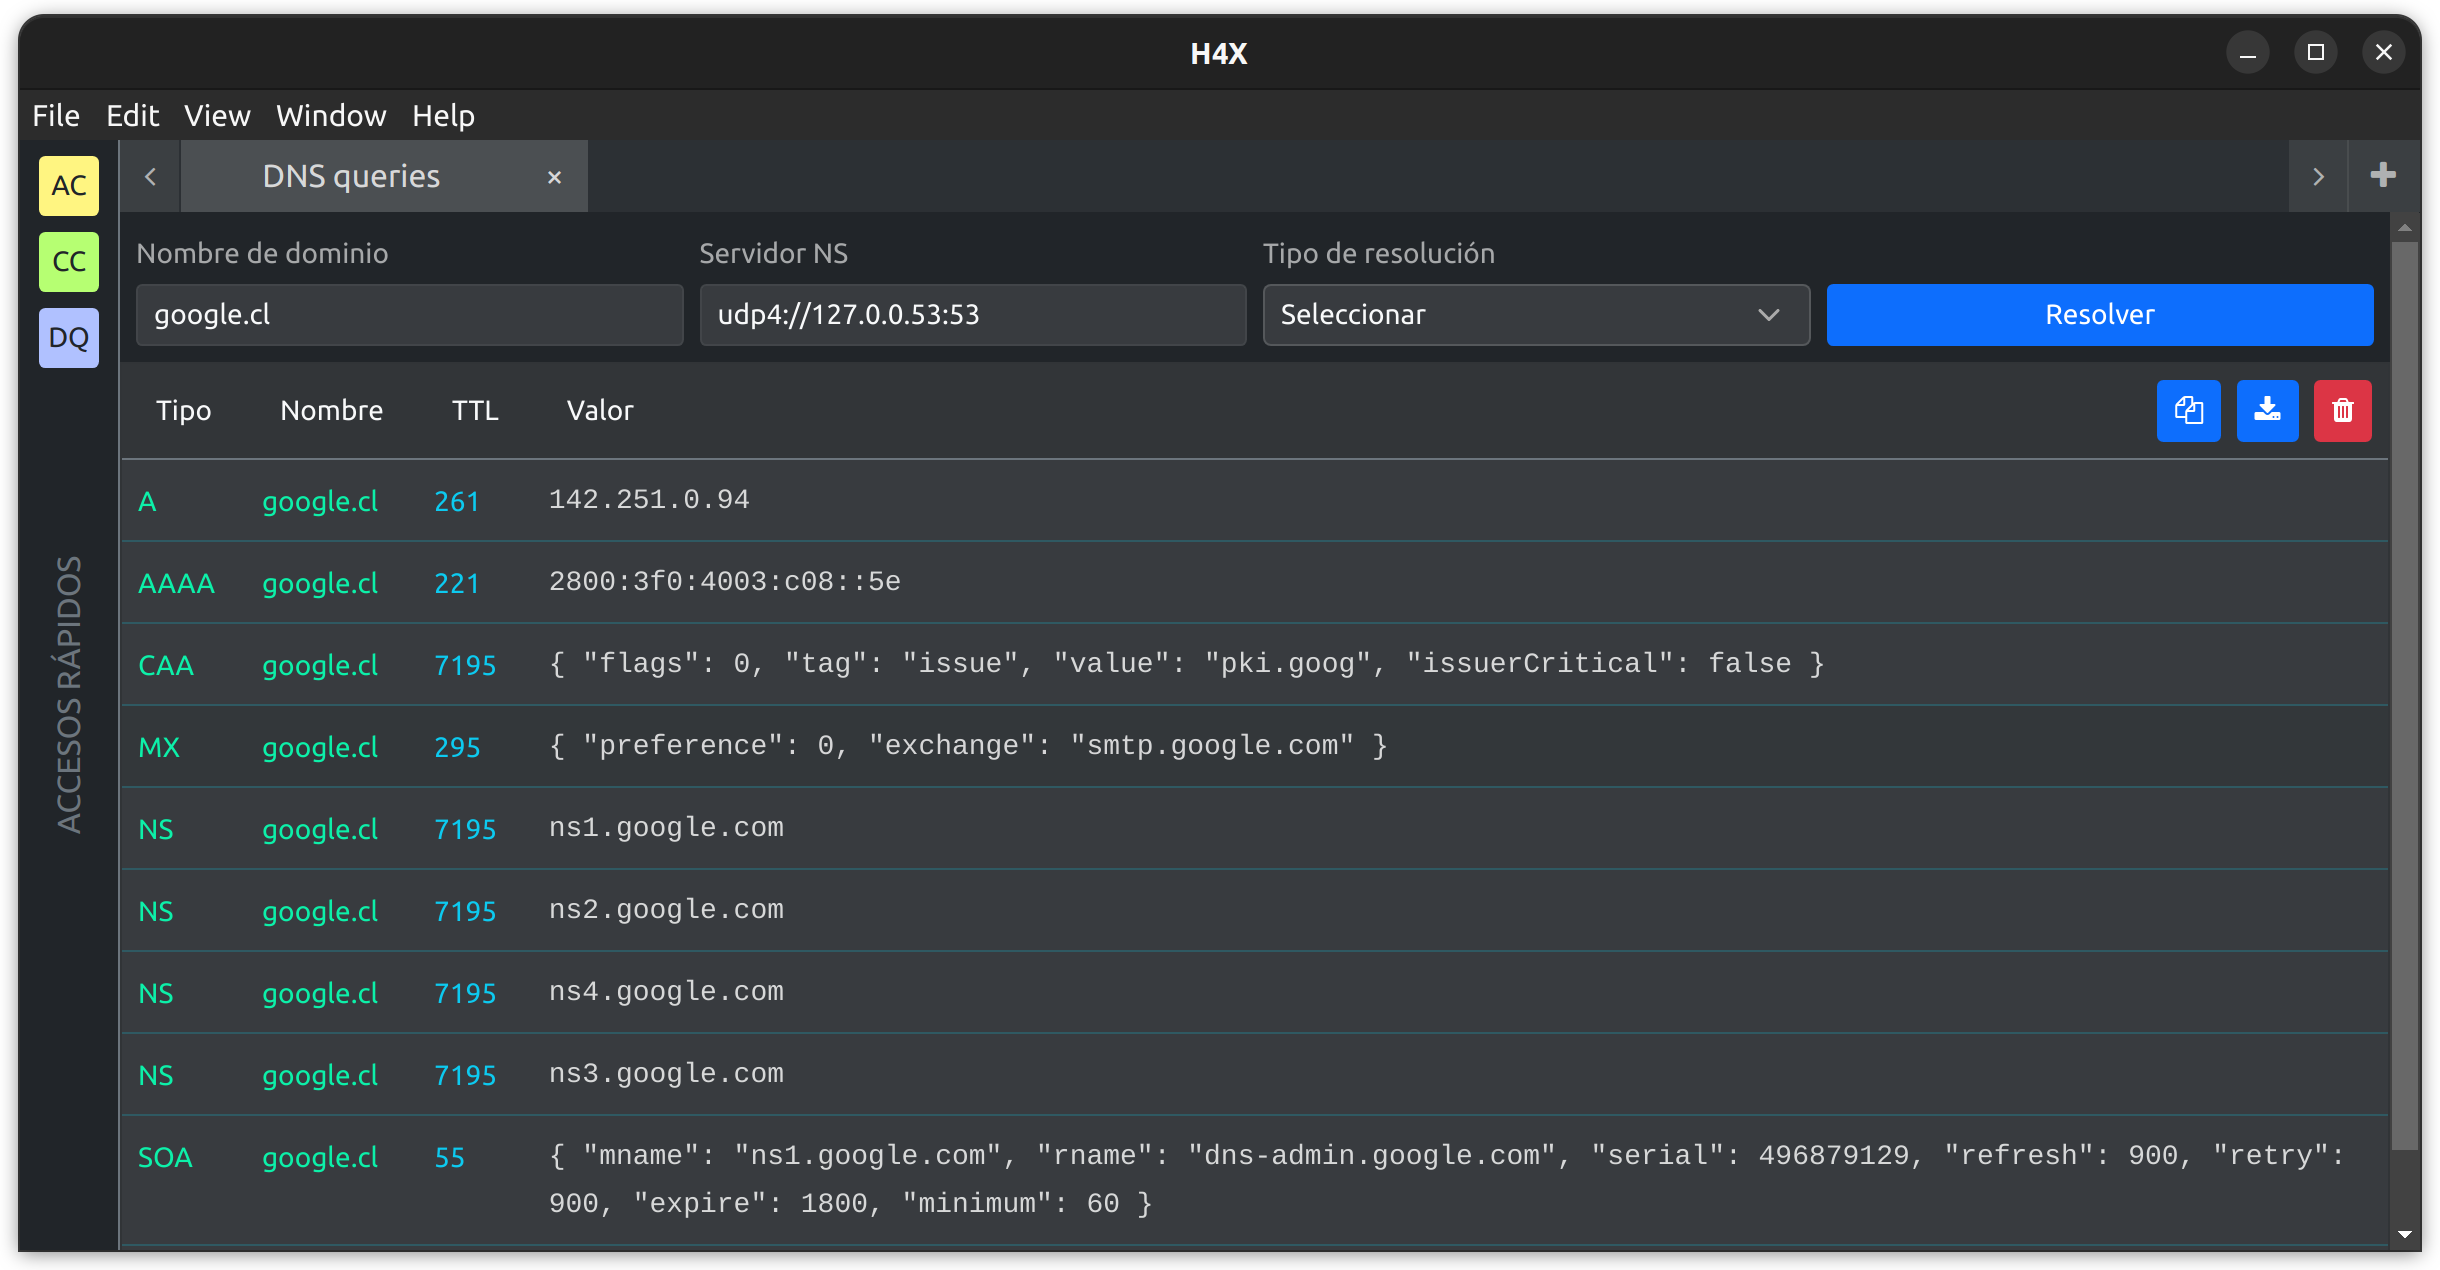 H4X
File Edit View Window Help
AC
CC
DQ
ACCESOS RÁPIDOS
DNS queries ×
Nombre de dominio Servidor NS Tipo de resolución
google.cl udp4://127.0.0.53:53 Seleccionar Resolver
Tipo Nombre TTL Valor
A google.cl 261 142.251.0.94
AAAA google.cl 221 2800:3f0:4003:c08::5e
CAA google.cl 7195 { "flags": 0, "tag": "issue", "value": "pki.goog", "issuerCritical": false }
MX google.cl 295 { "preference": 0, "exchange": "smtp.google.com" }
NS google.cl 7195 ns1.google.com
NS google.cl 7195 ns2.google.com
NS google.cl 7195 ns4.google.com
NS google.cl 7195 ns3.google.com
SOA google.cl 55 { "mname": "ns1.google.com", "rname": "dns-admin.google.com", "serial": 496879129, "refresh": 900, "retry":
900, "expire": 1800, "minimum": 60 }